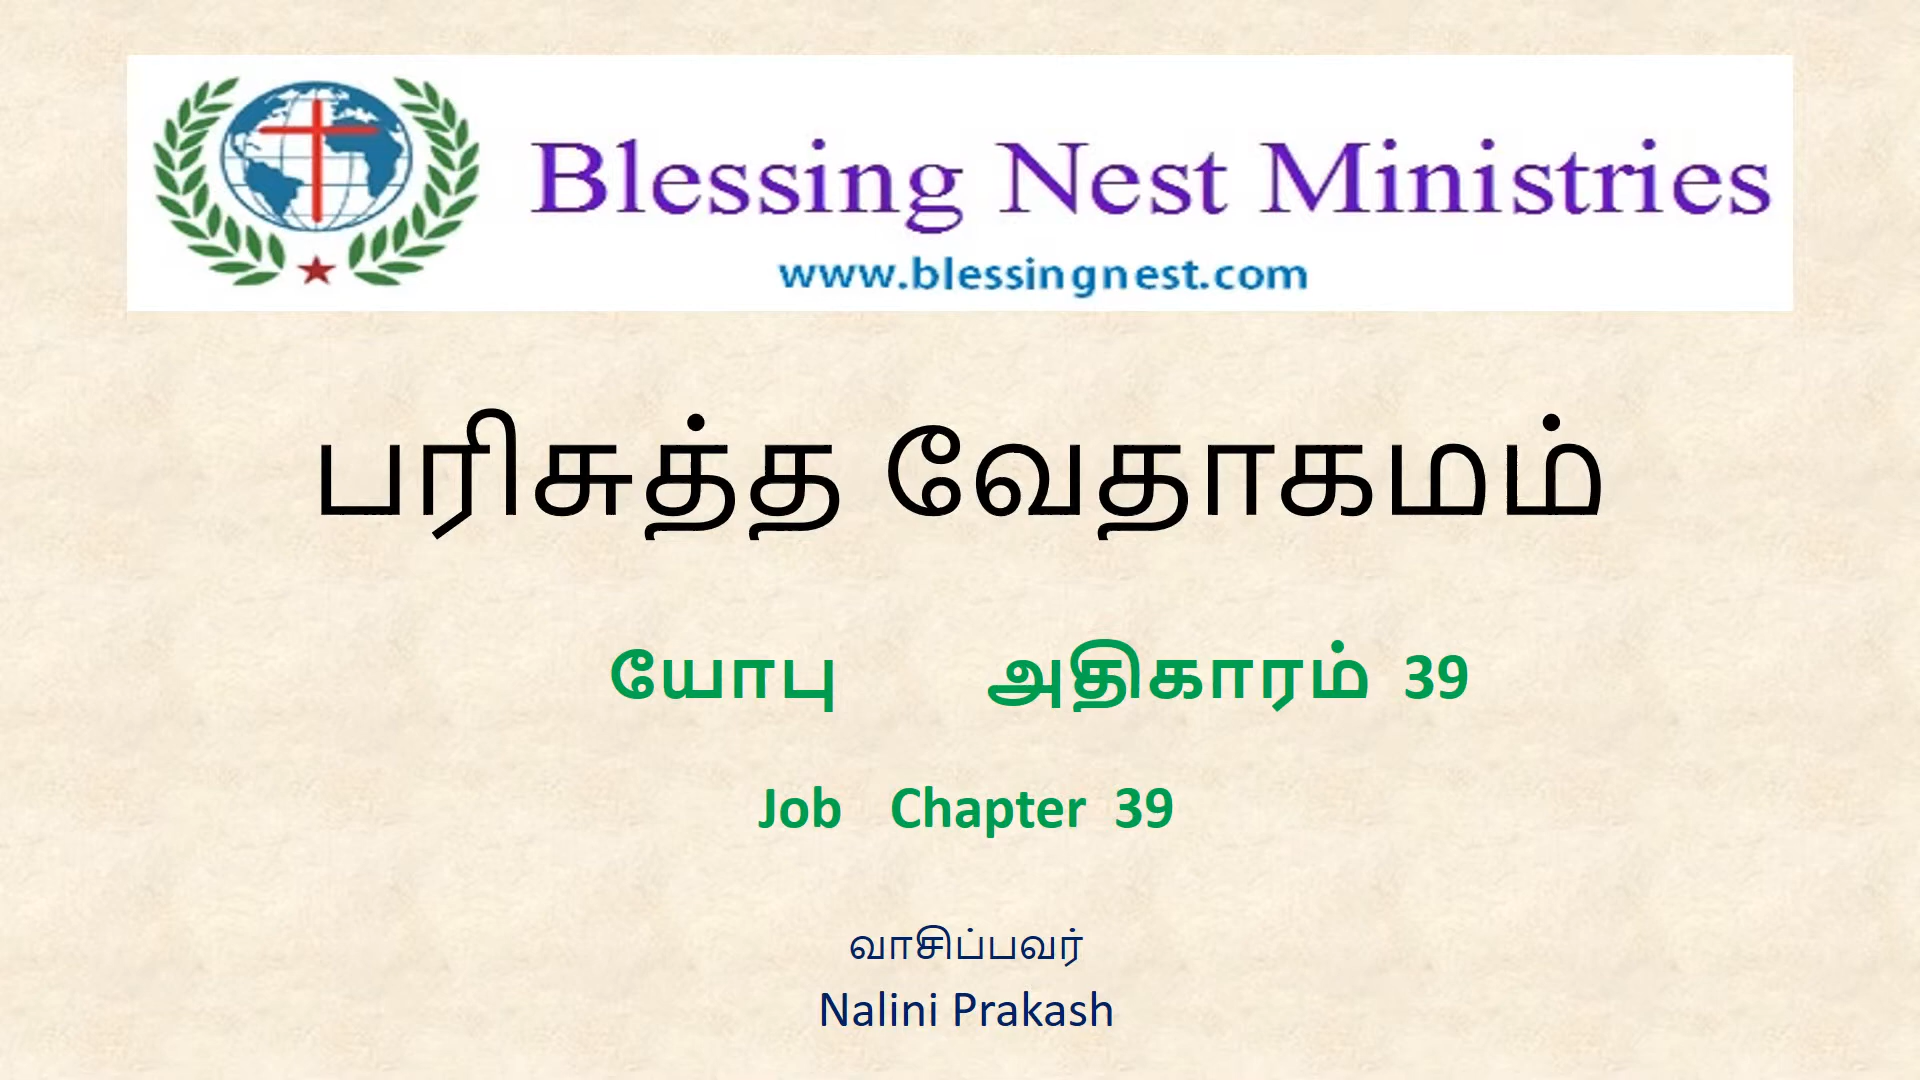 Blessing Nest Ministries
www.blessingnest.com
பரிசுத்த வேதாகமம்
யோபு அதிகாரம் 39
Job Chapter 39
வாசிப்பவர்
Nalini Prakash